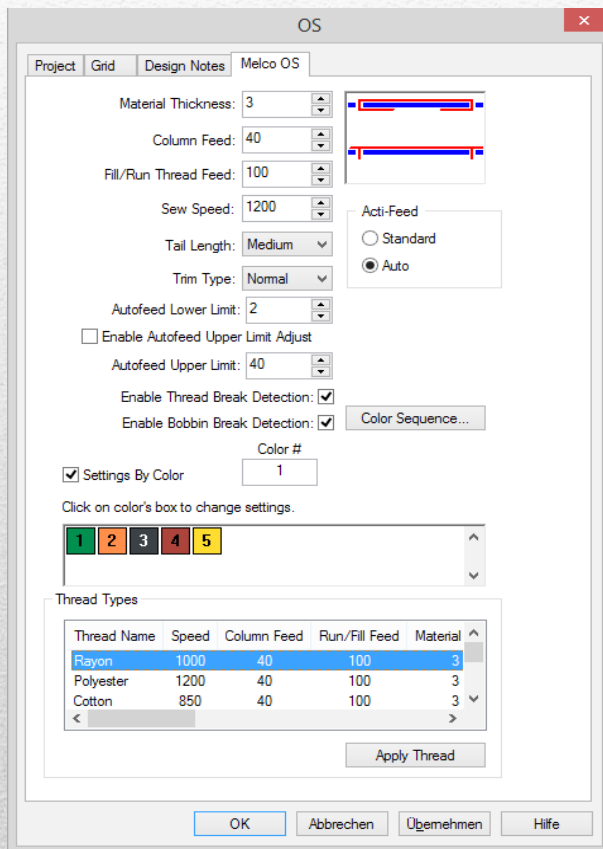 OS
Project Grid Design Notes Melco OS
Material Thickness: 3
Column Feed: 40
Fill/Run Thread Feed: 100
Sew Speed: 1200
Acti-Feed
Standard
Auto
Tail Length: Medium
Trim Type: Normal
Autofeed Lower Limit: 2
Enable Autofeed Upper Limit Adjust
Autofeed Upper Limit: 40
Enable Thread Break Detection:
Enable Bobbin Break Detection:
Color Sequence...
Color #
Settings By Color 1
Click on color's box to change settings.
1 2 3 4 5
Thread Types
Thread Name Speed Column Feed Run/Fill Feed Material
Rayon 1000 40 100 3
Polyester 1200 40 100 3
Cotton 850 40 100 3
Apply Thread
OK Abbrechen Übernehmen Hilfe